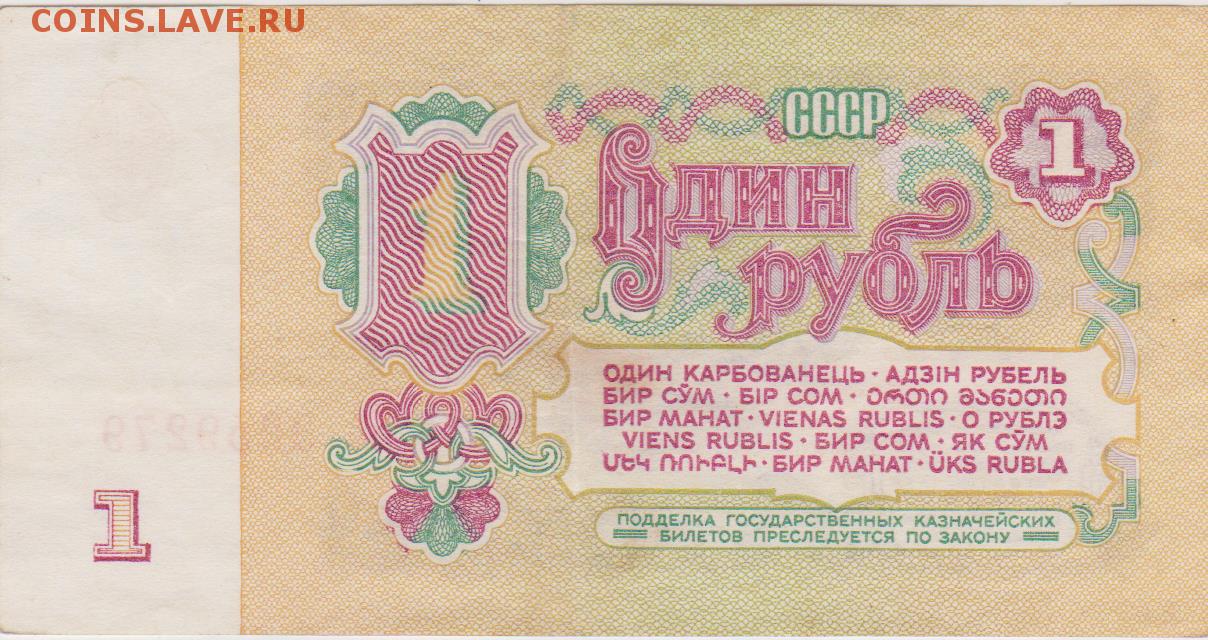 COINS.LAVE.RU
СССР
1
1
Один
рубль
ОДИН КАРБОВАНЕЦЬ · АДЗІН РУБЕЛЬ
БИР СЎМ · БІР СОМ · ერთი მანეთი
БИР МАНАТ · VIENAS RUBLIS · О РУБЛЭ
VIENS RUBLIS · БИР СОМ · ЯК СӮМ
ՄԵԿ ՌՈՒԲԼԻ · БИР МАНАТ · ÜKS RUBLA
1
ПОДДЕЛКА ГОСУДАРСТВЕННЫХ КАЗНАЧЕЙСКИХ
БИЛЕТОВ ПРЕСЛЕДУЕТСЯ ПО ЗАКОНУ